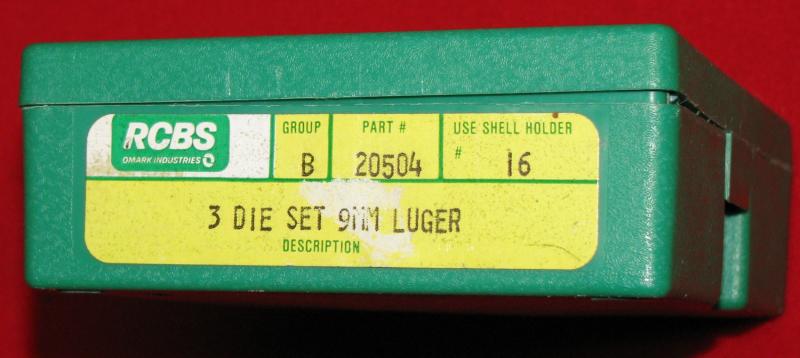 RCBS
OMARK INDUSTRIES
GROUP
B
PART #
20504
USE SHELL HOLDER
# 16
3 DIE SET 9MM LUGER
DESCRIPTION